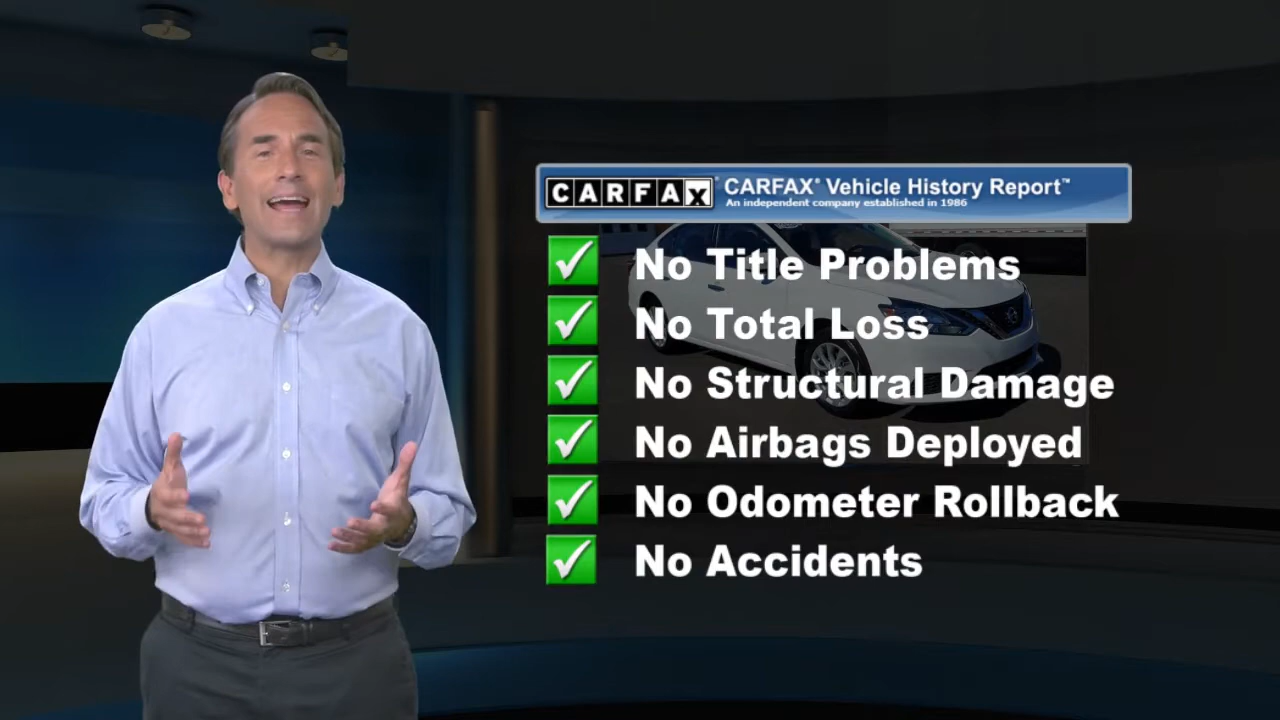 CARFAX® CARFAX® Vehicle History Report™
An independent company established in 1986
No Title Problems
No Total Loss
No Structural Damage
No Airbags Deployed
No Odometer Rollback
No Accidents